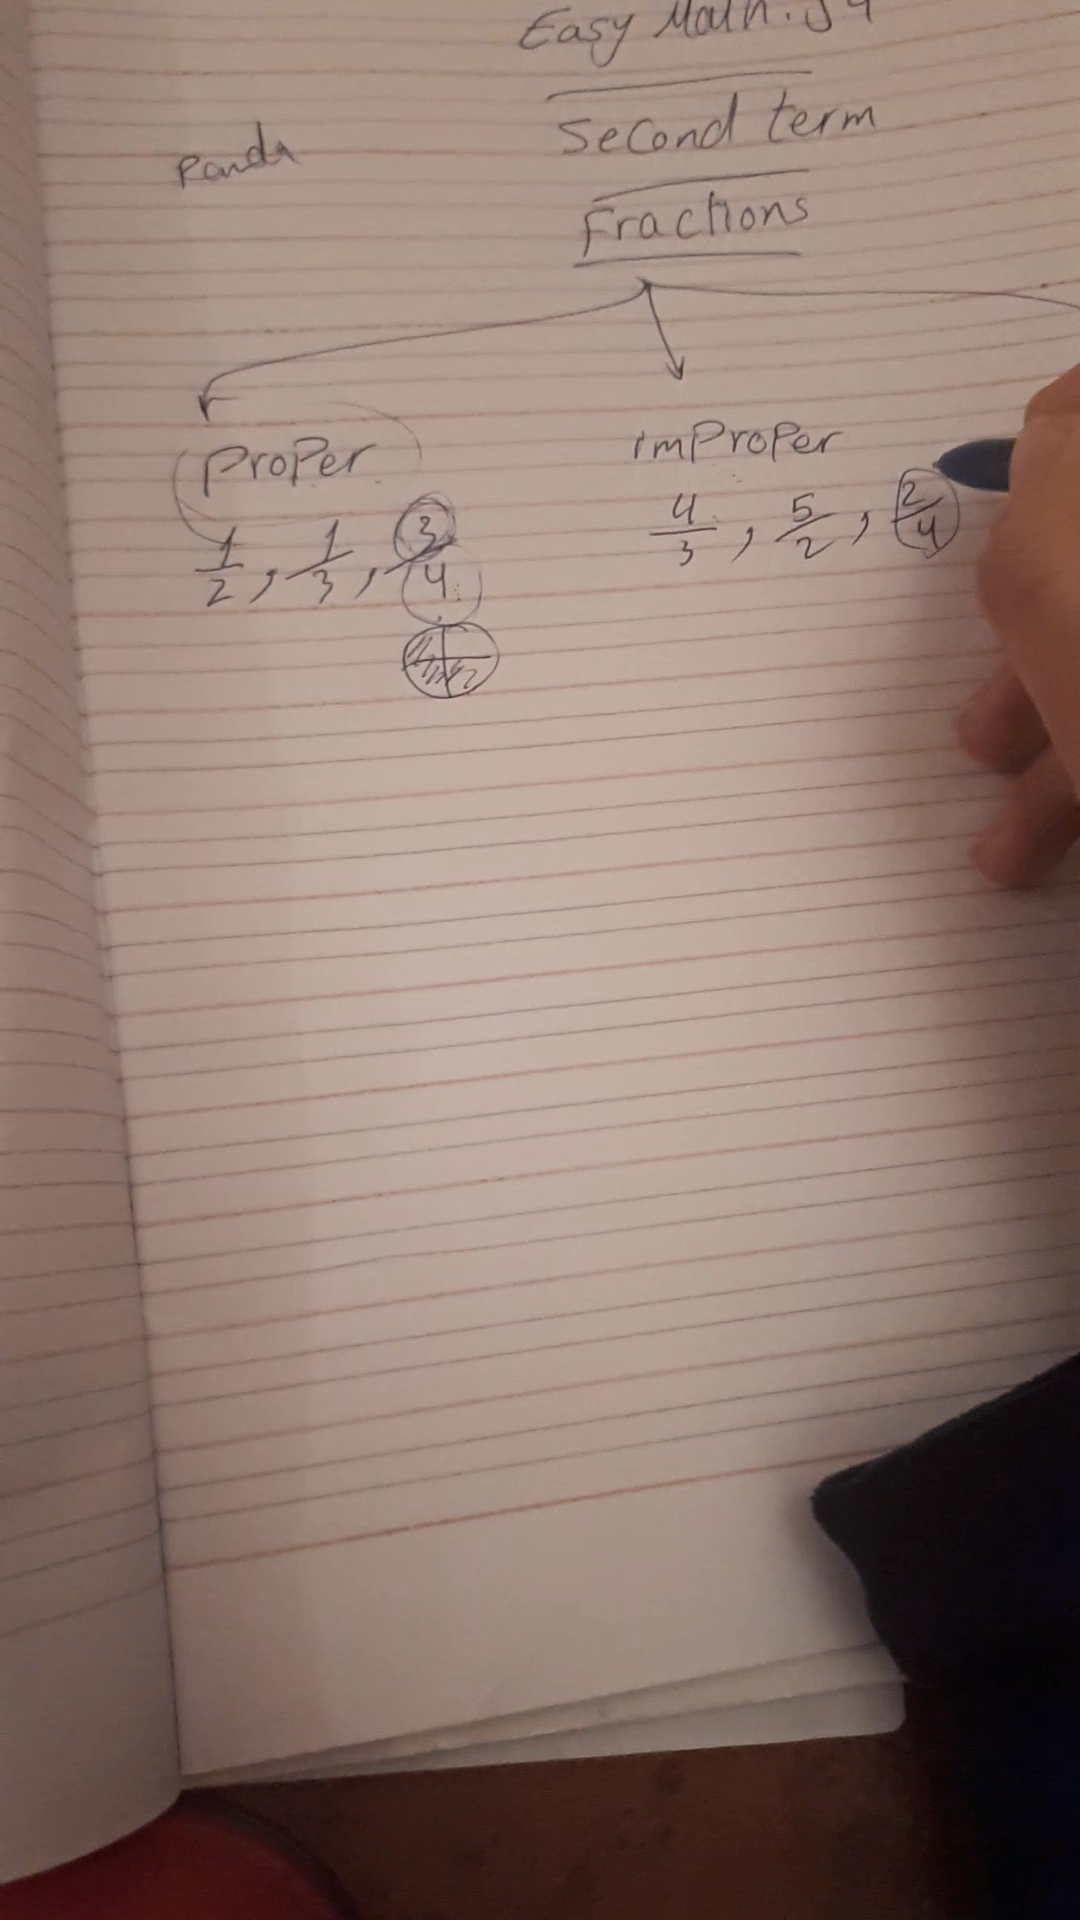 Easy Math. J4
Second term
Panda
Fractions
Proper
improper
1/2 , 1/3 , 3/4
4/3 , 5/2 , 2/4